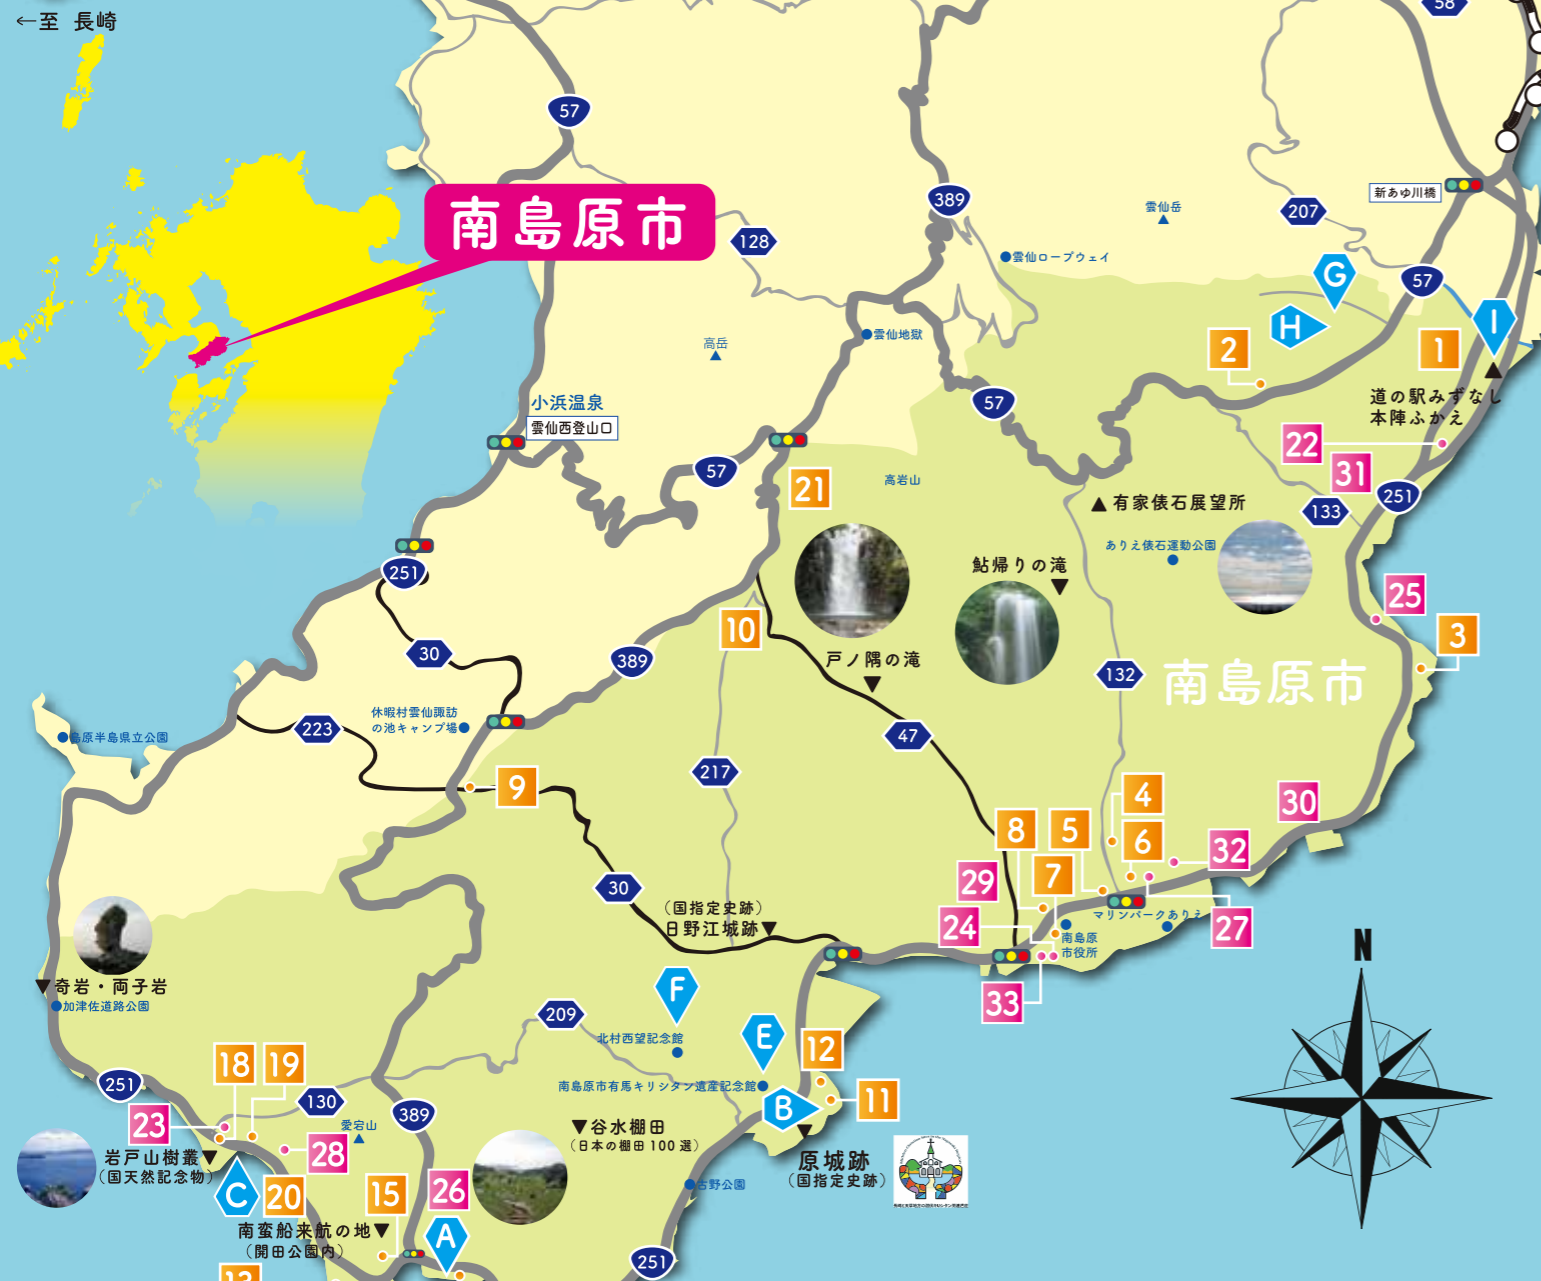 ←至 長崎
58
57
南島原市
389
128
雲仙岳
207
新あゆ川橋
雲仙ロープウェイ
G
57
H
I
雲仙地獄
高岳
2
1
道の駅みずなし
本陣ふかえ
小浜温泉
雲仙西登山口
57
22
57
21
高岩山
31
251
133
有家俵石展望所
ありえ俵石運動公園
251
鮎帰りの滝
25
10
3
30
389
戸ノ隅の滝
132
南島原市
休暇村雲仙諏訪
の池キャンプ場
223
島原半島県立公園
47
217
9
4
30
8
5
6
32
7
29
30
(国指定史跡)
日野江城跡
24
マリンパークありえ
27
南島原
市役所
N
奇岩・両子岩
加津佐道路公園
F
33
209
北村西望記念館
E
12
18
19
251
130
南島原市有馬キリシタン遺産記念館
B
11
23
389
愛宕山
谷水棚田
(日本の棚田100選)
28
岩戸山樹叢
(国天然記念物)
原城跡
(国指定史跡)
C
20
15
26
古野公園
南蛮船来航の地
(開田公園内)
A
251
13